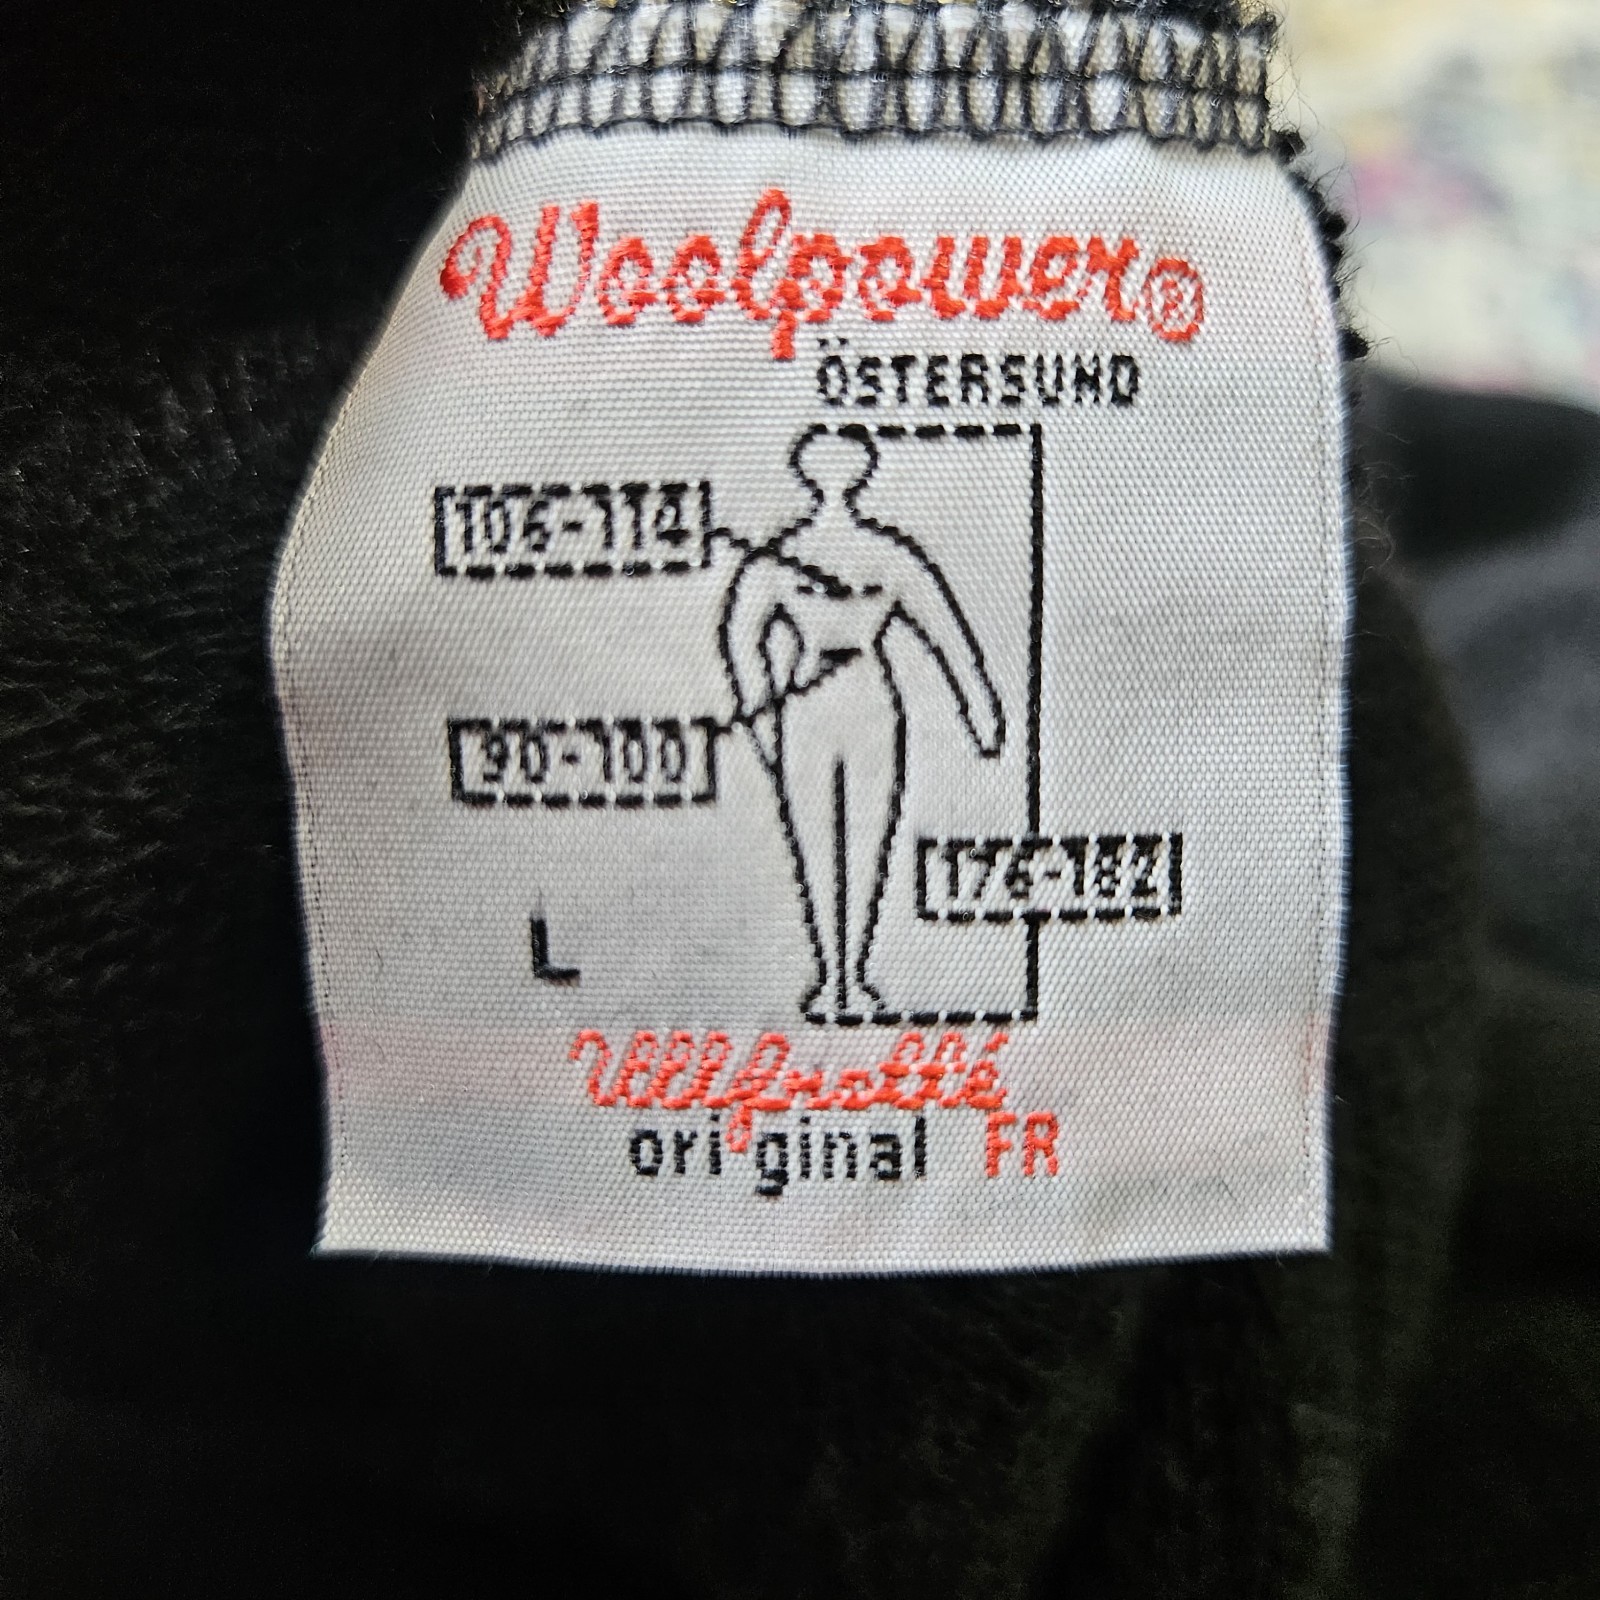 Woolpower®
ÖSTERSUND
106-114
90-100
176-182
L
Ullfrotté
original FR